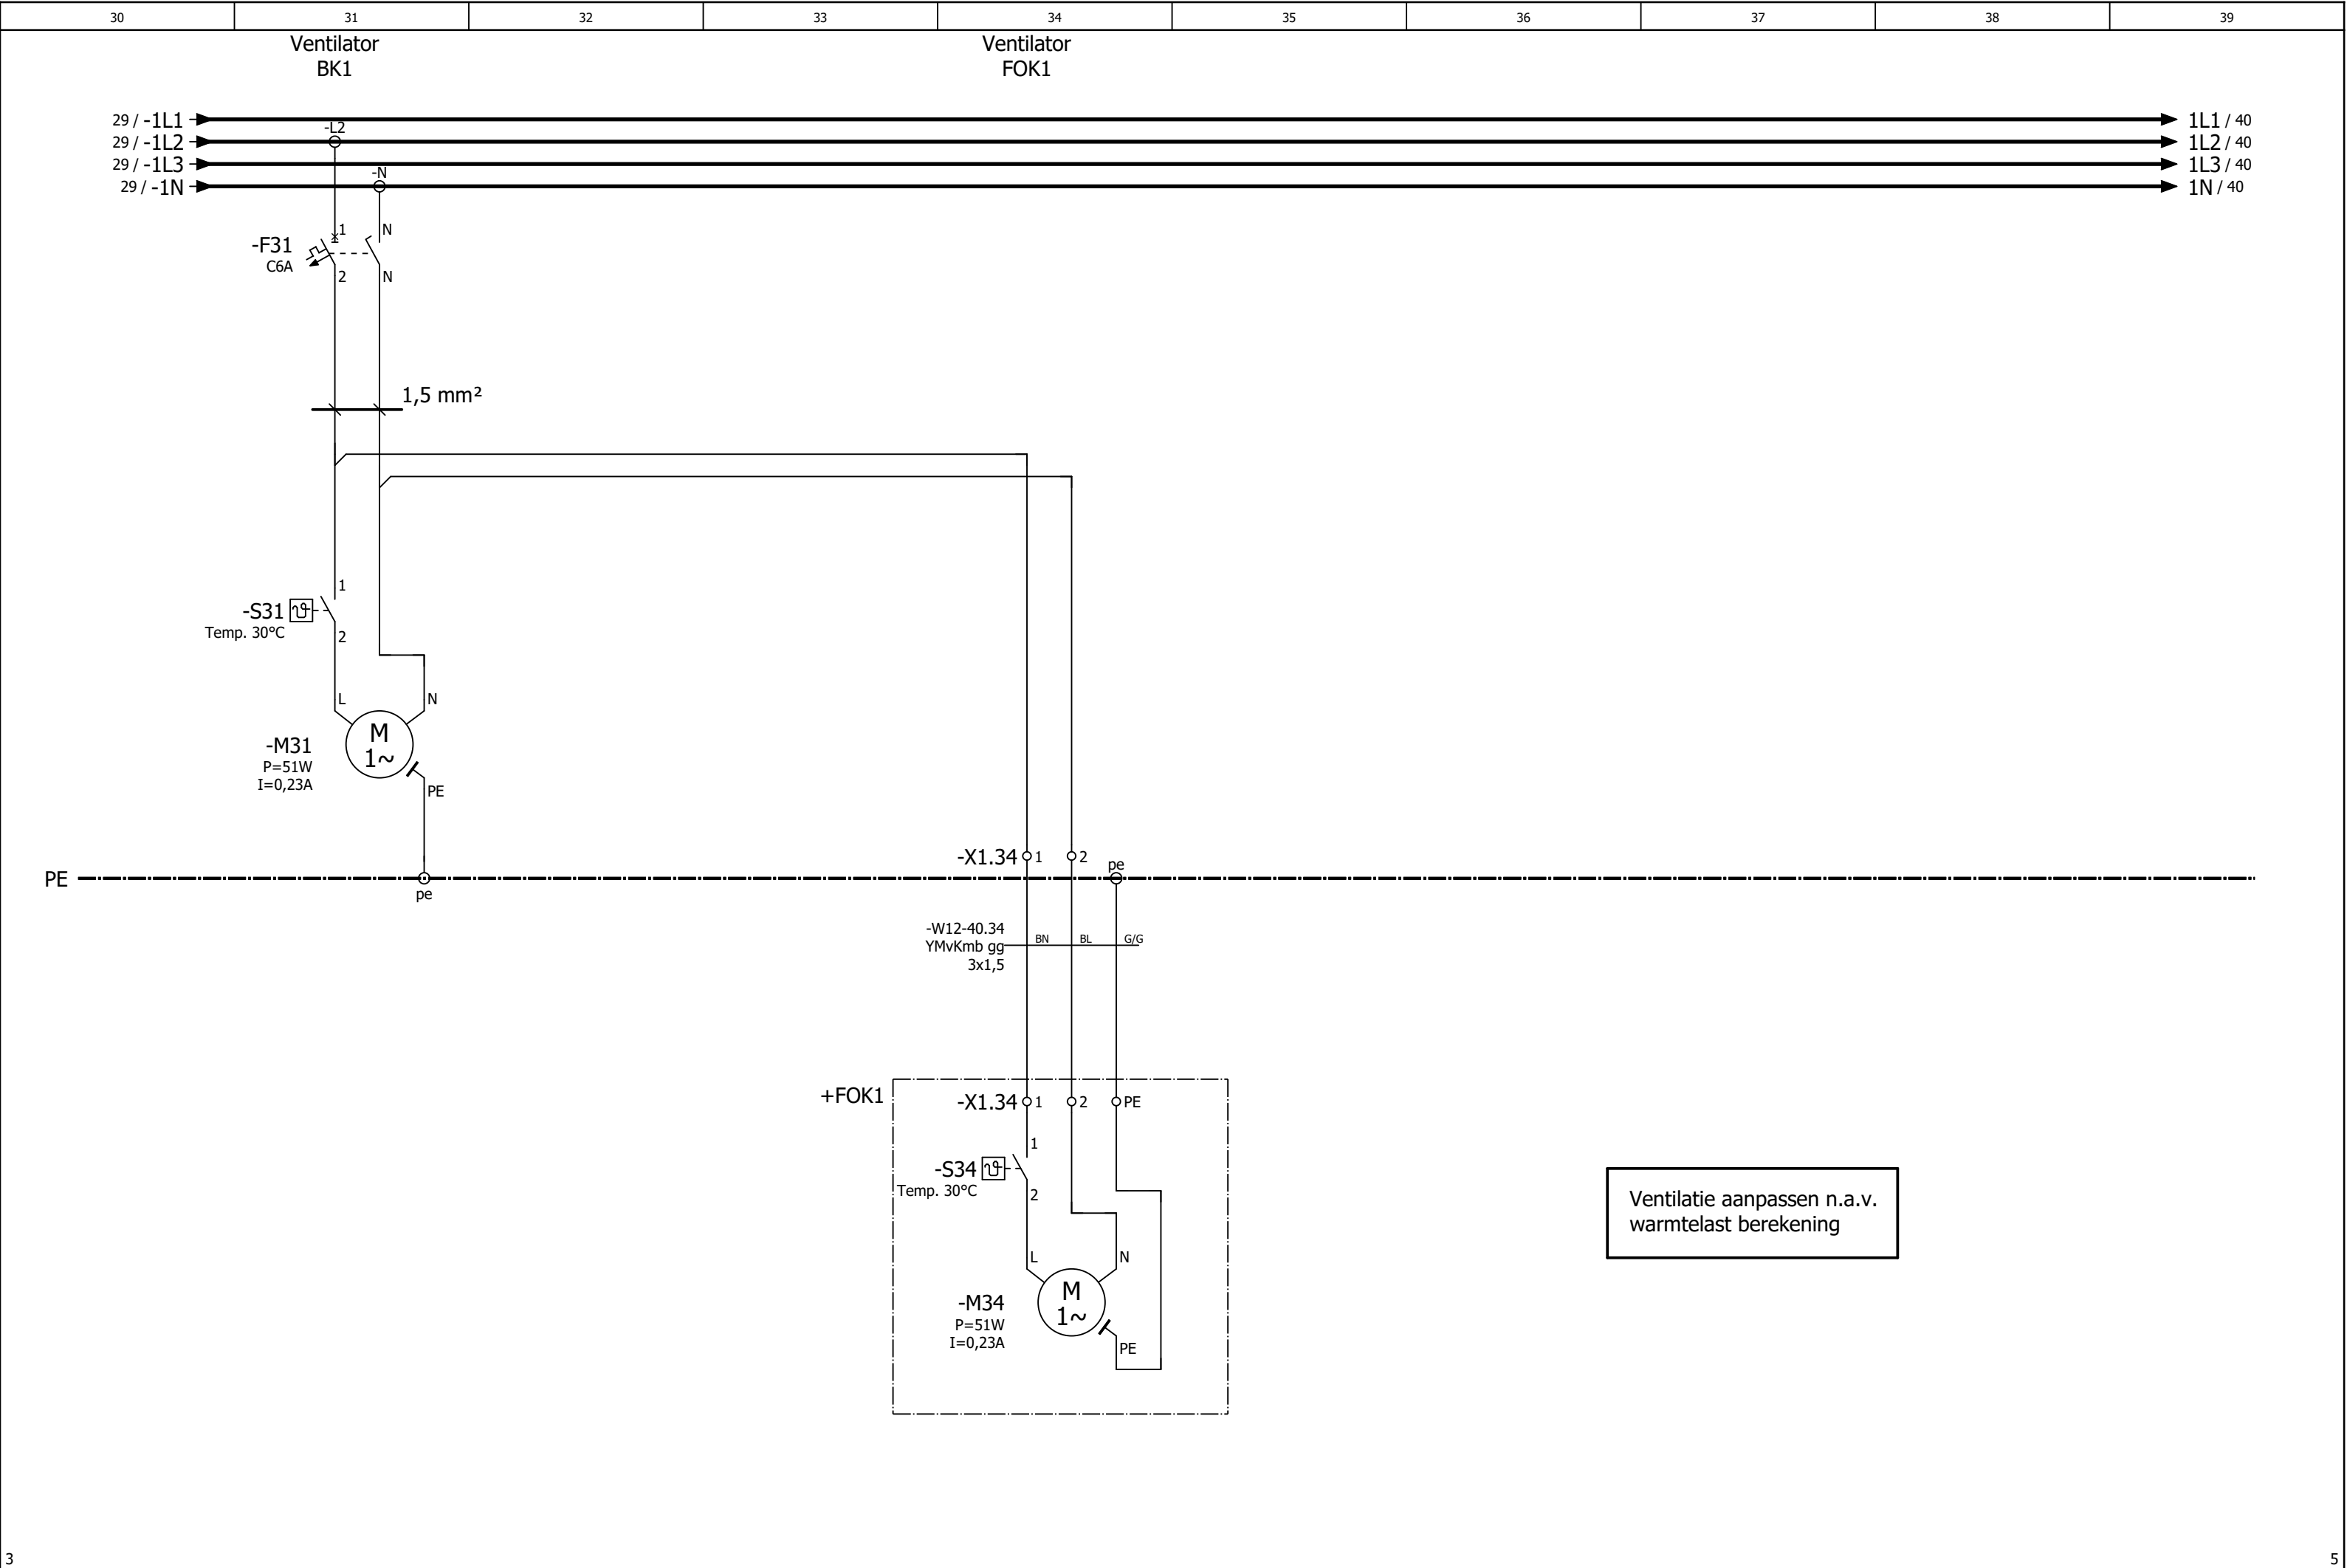 30 31 32 33 34 35 36 37 38 39
Ventilator
BK1
Ventilator
FOK1
29 / -1L1
1L1 / 40
-L2
29 / -1L2
1L2 / 40
29 / -1L3
1L3 / 40
-N
29 / -1N
1N / 40
-F31
C6A
1
N
2
N
1,5 mm²
1
-S31
Temp. 30°C
2
L
N
M
1~
-M31
P=51W
I=0,23A
PE
-X1.34
1
2
pe
PE
pe
-W12-40.34
YMvKmb gg
3x1,5
BN
BL
G/G
+FOK1
-X1.34
1
2
PE
1
-S34
Temp. 30°C
2
L
N
M
1~
-M34
P=51W
I=0,23A
PE
Ventilatie aanpassen n.a.v.
warmtelast berekening
3
5